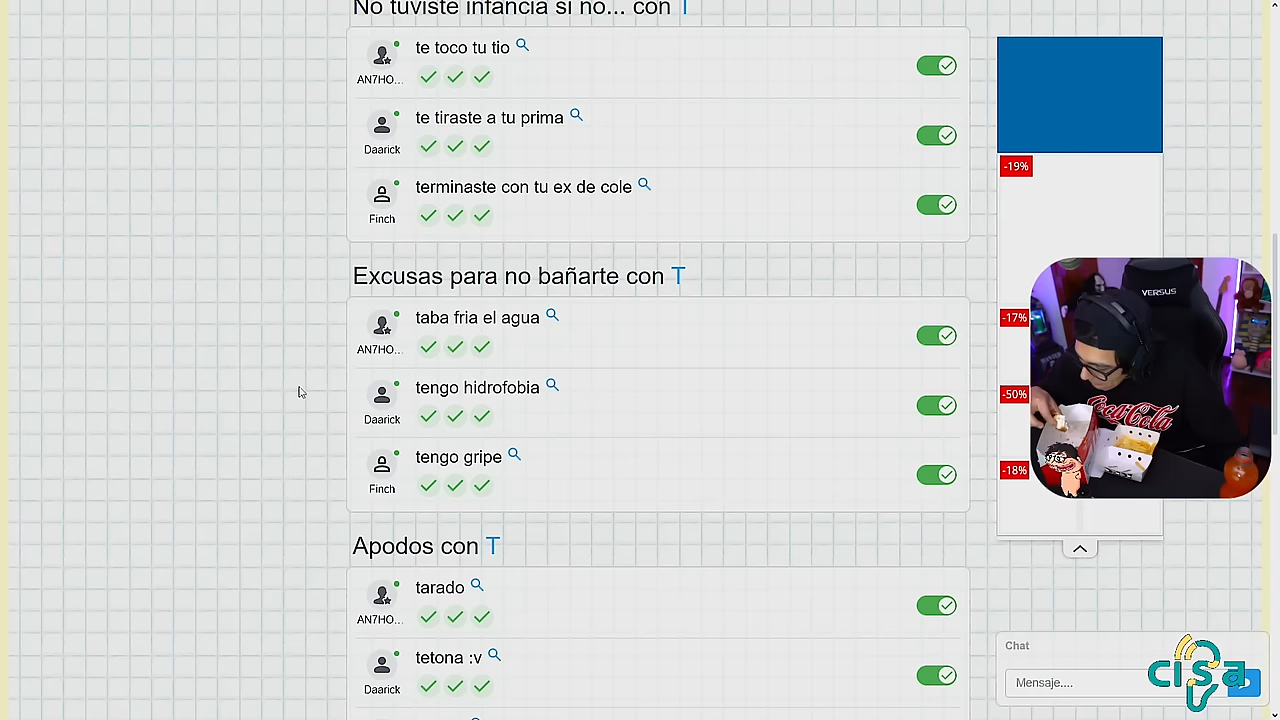 No tuviste infancia si no... con T
te toco tu tio
AN7HO...
te tiraste a tu prima
Daarick
terminaste con tu ex de cole
Finch
Excusas para no bañarte con T
taba fria el agua
AN7HO...
tengo hidrofobia
Daarick
tengo gripe
Finch
Apodos con T
tarado
AN7HO...
tetona :v
Daarick
-19%
-17%
-50%
-18%
VERSUS
Coca-Cola
Chat
Mensaje....
cisa